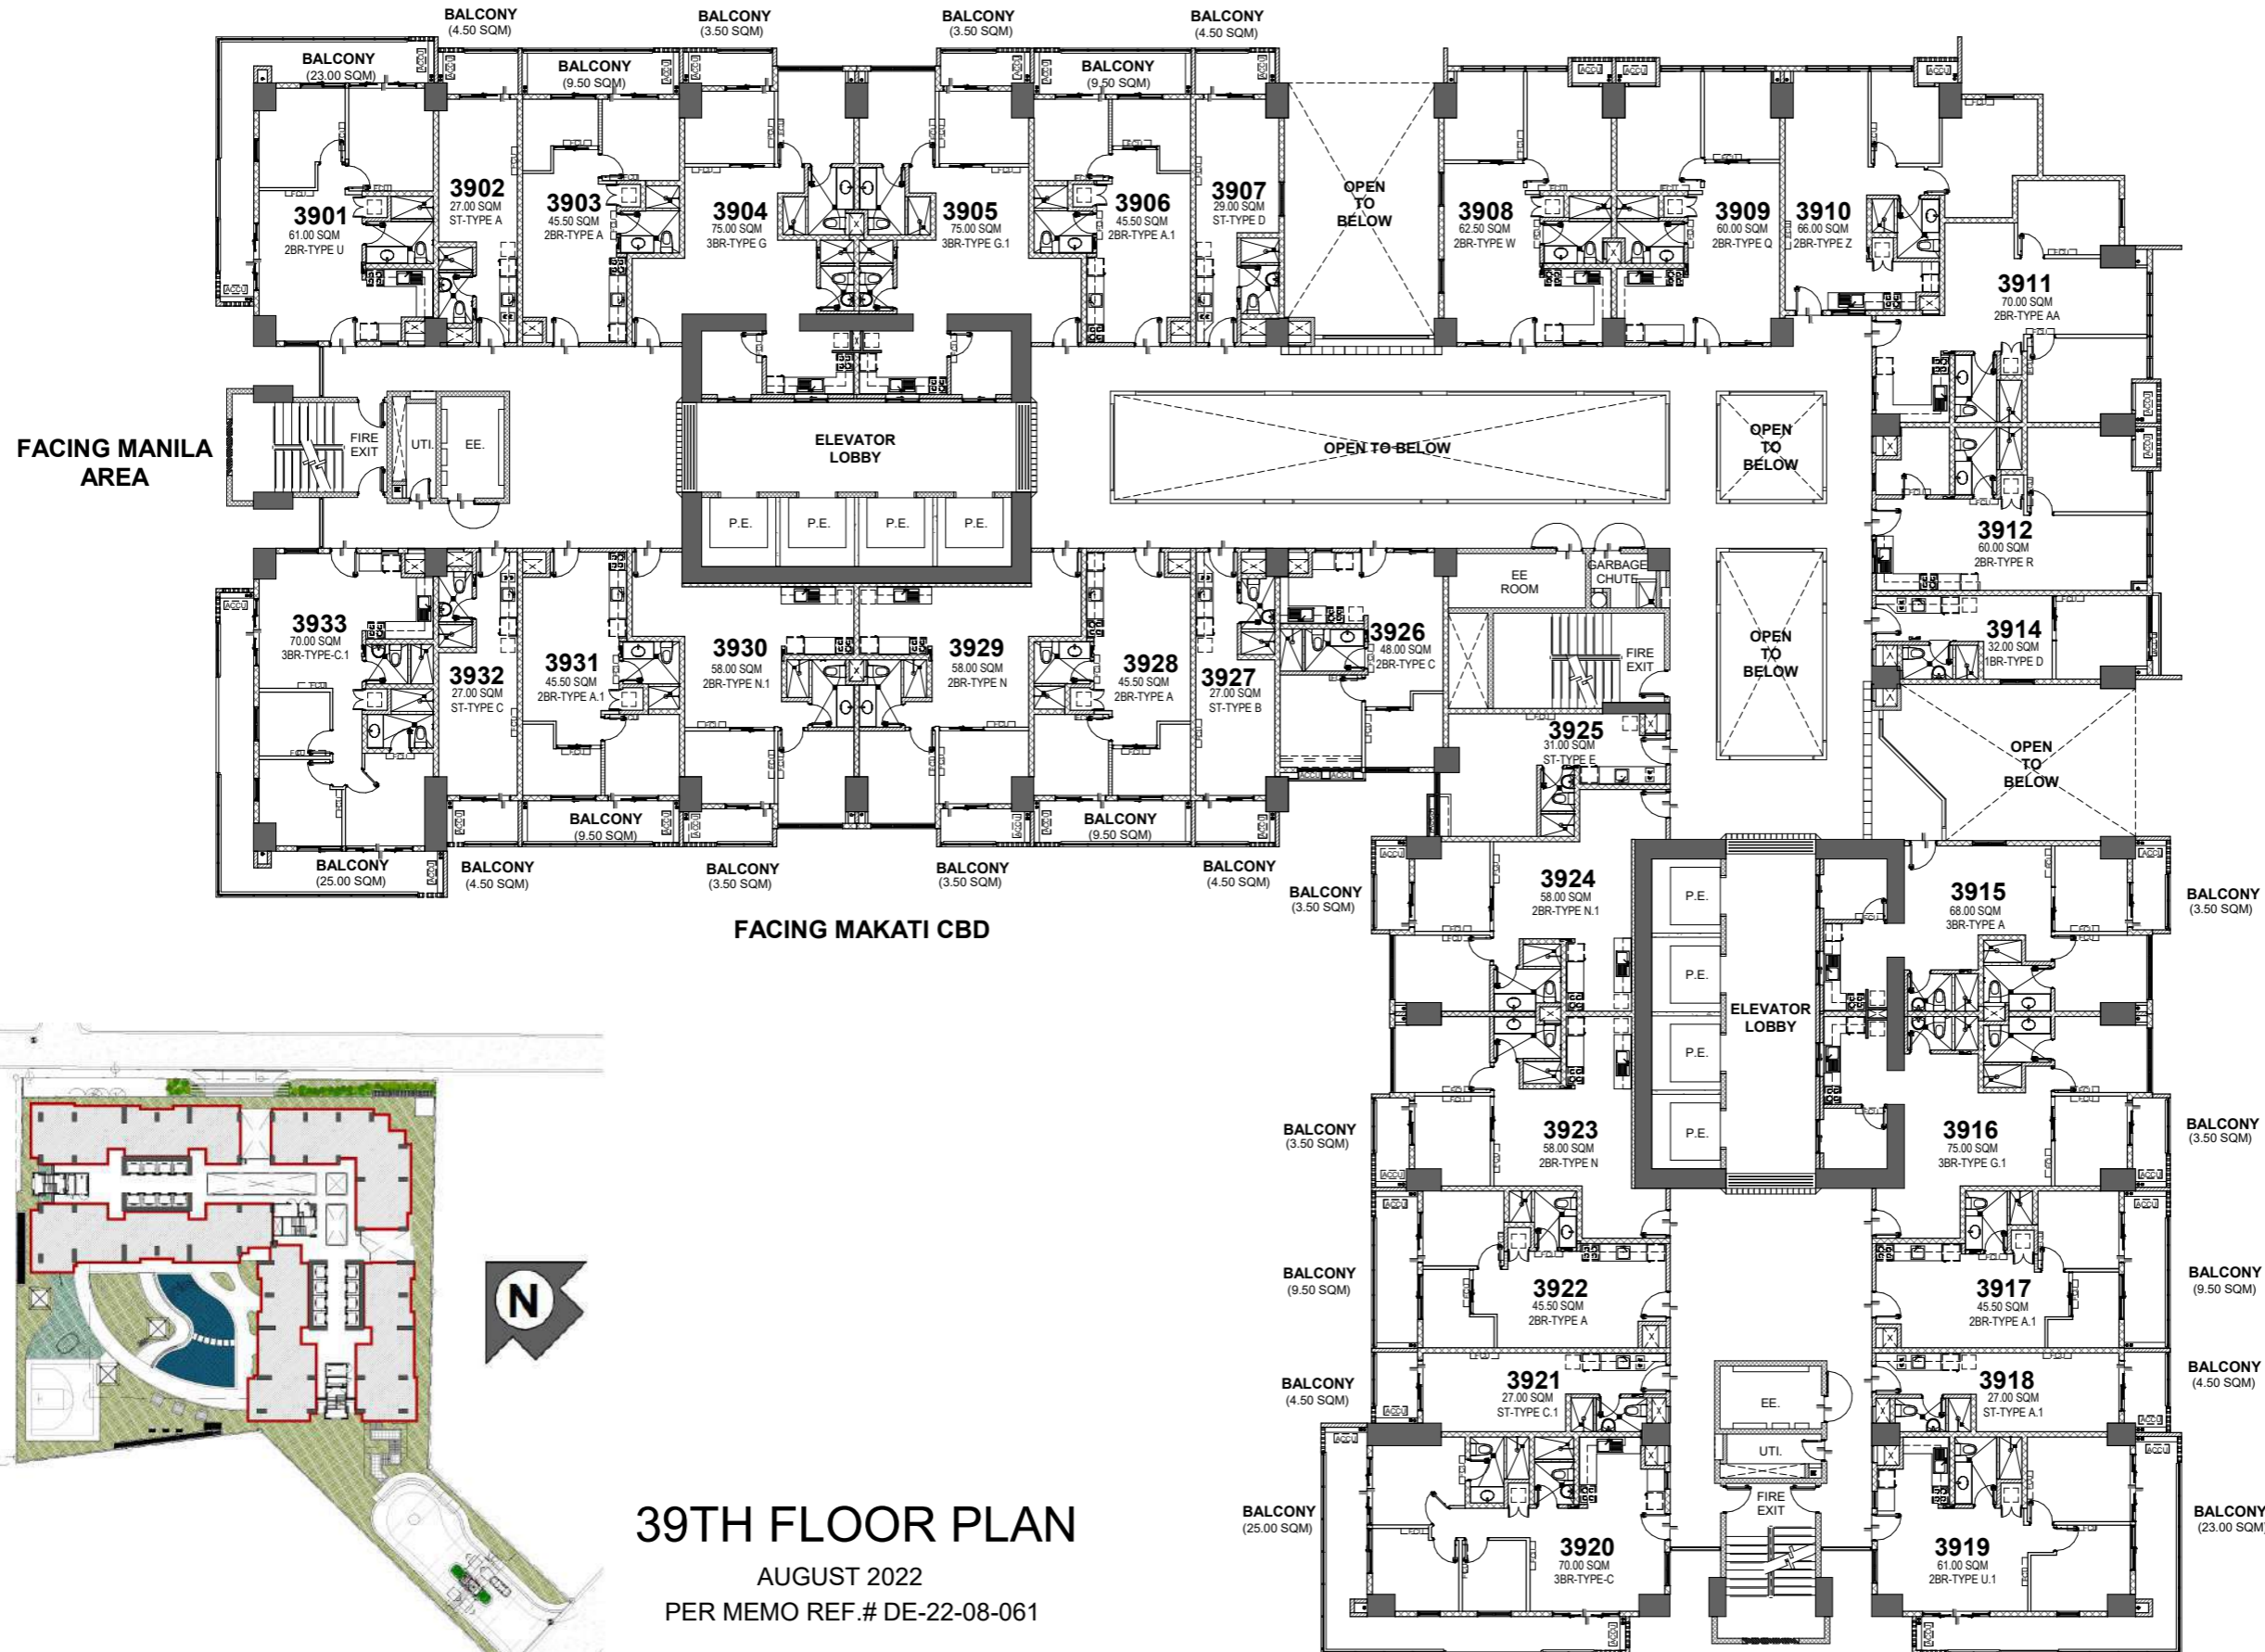 BALCONY
(4.50 SQM)
BALCONY
(3.50 SQM)
BALCONY
(3.50 SQM)
BALCONY
(4.50 SQM)
BALCONY
(23.00 SQM)
BALCONY
(9.50 SQM)
BALCONY
(9.50 SQM)
3901
61.00 SQM
2BR-TYPE U
3902
27.00 SQM
ST-TYPE A
3903
45.50 SQM
2BR-TYPE A
3904
75.00 SQM
3BR-TYPE G
3905
75.00 SQM
3BR-TYPE G.1
3906
45.50 SQM
2BR-TYPE A.1
3907
29.00 SQM
ST-TYPE D
OPEN
TO
BELOW
3908
62.50 SQM
2BR-TYPE W
3909
60.00 SQM
2BR-TYPE Q
3910
66.00 SQM
2BR-TYPE Z
3911
70.00 SQM
2BR-TYPE AA
FACING MANILA
AREA
FIRE
EXIT
UTI.
EE.
ELEVATOR
LOBBY
P.E.
P.E.
P.E.
P.E.
OPEN TO BELOW
OPEN
TO
BELOW
3912
60.00 SQM
2BR-TYPE R
EE
ROOM
GARBAGE
CHUTE
3914
32.00 SQM
1BR-TYPE D
3933
70.00 SQM
3BR-TYPE-C.1
3932
27.00 SQM
ST-TYPE C
3931
45.50 SQM
2BR-TYPE A.1
3930
58.00 SQM
2BR-TYPE N.1
3929
58.00 SQM
2BR-TYPE N
3928
45.50 SQM
2BR-TYPE A
3927
27.00 SQM
ST-TYPE B
3926
48.00 SQM
2BR-TYPE C
FIRE
EXIT
OPEN
TO
BELOW
3925
31.00 SQM
ST-TYPE E
OPEN
TO
BELOW
BALCONY
(25.00 SQM)
BALCONY
(4.50 SQM)
BALCONY
(9.50 SQM)
BALCONY
(3.50 SQM)
BALCONY
(3.50 SQM)
BALCONY
(9.50 SQM)
BALCONY
(4.50 SQM)
FACING MAKATI CBD
BALCONY
(3.50 SQM)
3924
58.00 SQM
2BR-TYPE N.1
P.E.
P.E.
P.E.
P.E.
ELEVATOR
LOBBY
3915
68.00 SQM
3BR-TYPE A
BALCONY
(3.50 SQM)
BALCONY
(3.50 SQM)
3923
58.00 SQM
2BR-TYPE N
3916
75.00 SQM
3BR-TYPE G.1
BALCONY
(3.50 SQM)
BALCONY
(9.50 SQM)
3922
45.50 SQM
2BR-TYPE A
3917
45.50 SQM
2BR-TYPE A.1
BALCONY
(9.50 SQM)
BALCONY
(4.50 SQM)
3921
27.00 SQM
ST-TYPE C.1
EE.
UTI.
3918
27.00 SQM
ST-TYPE A.1
BALCONY
(4.50 SQM)
BALCONY
(25.00 SQM)
3920
70.00 SQM
3BR-TYPE-C
FIRE
EXIT
3919
61.00 SQM
2BR-TYPE U.1
BALCONY
(23.00 SQM)
N
39TH FLOOR PLAN
AUGUST 2022
PER MEMO REF.# DE-22-08-061